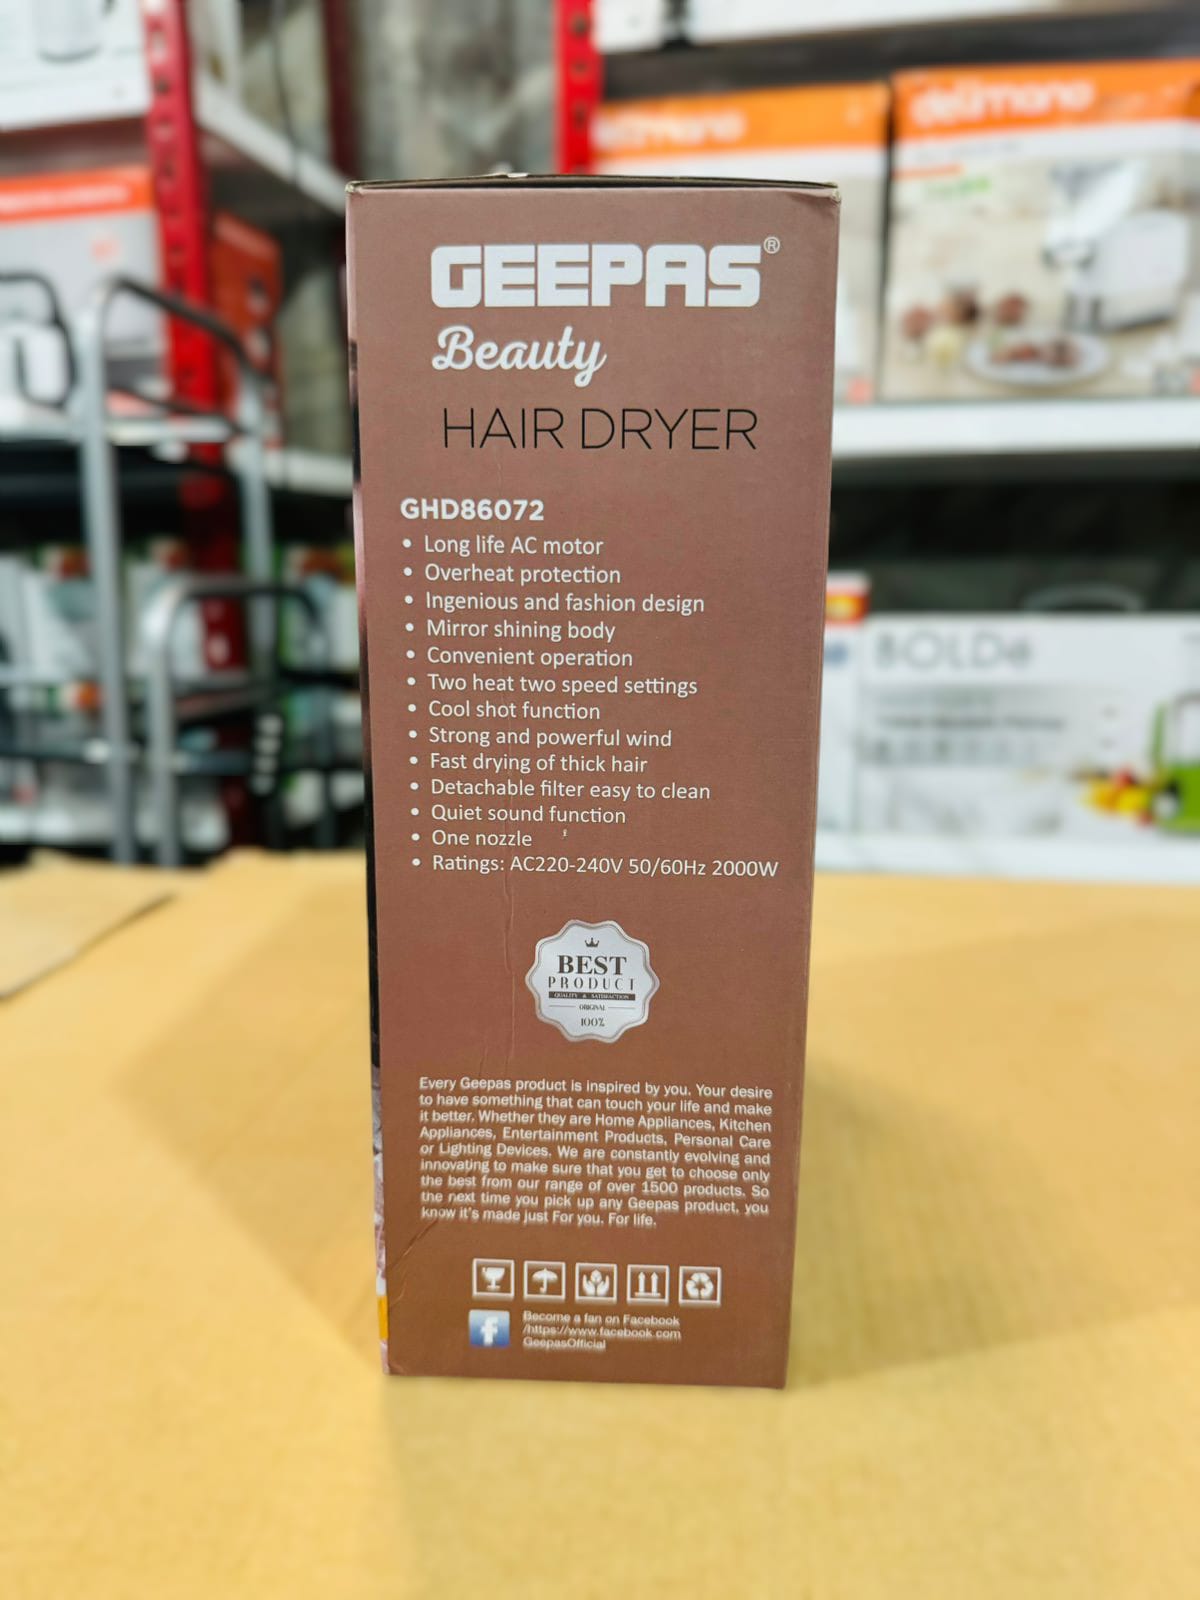 GEEPAS®
Beauty
HAIR DRYER
GHD86072
• Long life AC motor
• Overheat protection
• Ingenious and fashion design
• Mirror shining body
• Convenient operation
• Two heat two speed settings
• Cool shot function
• Strong and powerful wind
• Fast drying of thick hair
• Detachable filter easy to clean
• Quiet sound function
• One nozzle
• Ratings: AC220-240V 50/60Hz 2000W
BEST
PRODUCT
QUALITY & SATISFACTION
ORIGINAL
100%
Every Geepas product is inspired by you. Your desire
to have something that can touch your life and make
it better. Whether they are Home Appliances, Kitchen
Appliances, Entertainment Products, Personal Care
or Lighting Devices. We are constantly evolving and
innovating to make sure that you get to choose only
the best from our range of over 1500 products. So
the next time you pick up any Geepas product, you
know it's made just For you. For life.
Become a fan on Facebook
/https://www.facebook.com
GeepasOfficial
delimano
delimano
BOLDe